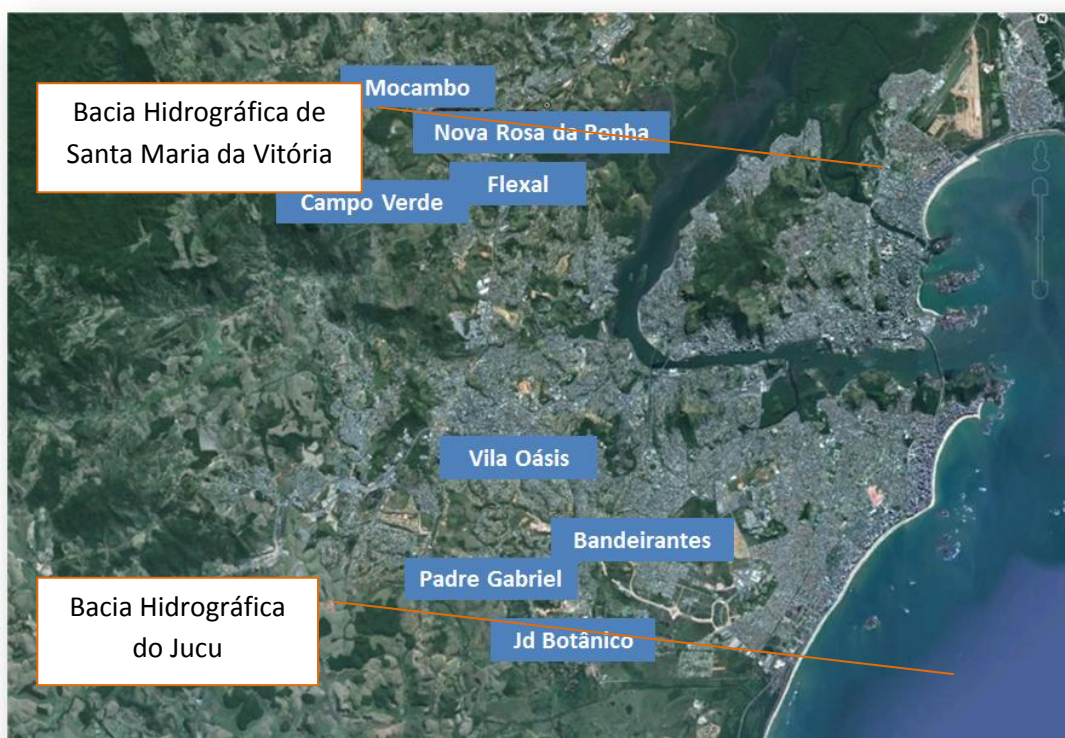 Mocambo
Bacia Hidrográfica de
Santa Maria da Vitória
Nova Rosa da Penha
Flexal
Campo Verde
Vila Oásis
Bandeirantes
Padre Gabriel
Bacia Hidrográfica
do Jucu
Jd Botânico
N